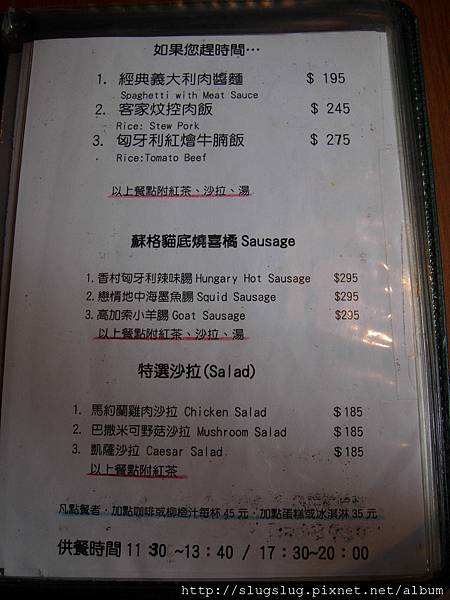 如果您趕時間…
1. 經典義大利肉醬麵 $ 195
Spaghetti with Meat Sauce
2. 客家炆控肉飯 $ 245
Rice: Stew Pork
3. 匈牙利紅燴牛腩飯 $ 275
Rice:Tomato Beef
以上餐點附紅茶、沙拉、湯
蘇格貓底燒喜橘 Sausage
1.香村匈牙利辣味腸 Hungary Hot Sausage $295
2.戀情地中海墨魚腸 Squid Sausage $295
3.高加索小羊腸 Goat Sausage $295
以上餐點附紅茶、沙拉、湯
特選沙拉(Salad)
1. 馬約蘭雞肉沙拉 Chicken Salad $185
2. 巴撒米可野菇沙拉 Mushroom Salad $185
3. 凱薩沙拉 Caesar Salad $185
以上餐點附紅茶
凡點餐者，加點咖啡或柳橙汁每杯 45 元，加點蛋糕或冰淇淋 35 元
供餐時間 11：30 ~13：40 / 17：30~20：00
http://slugslug.pixnet.net/album